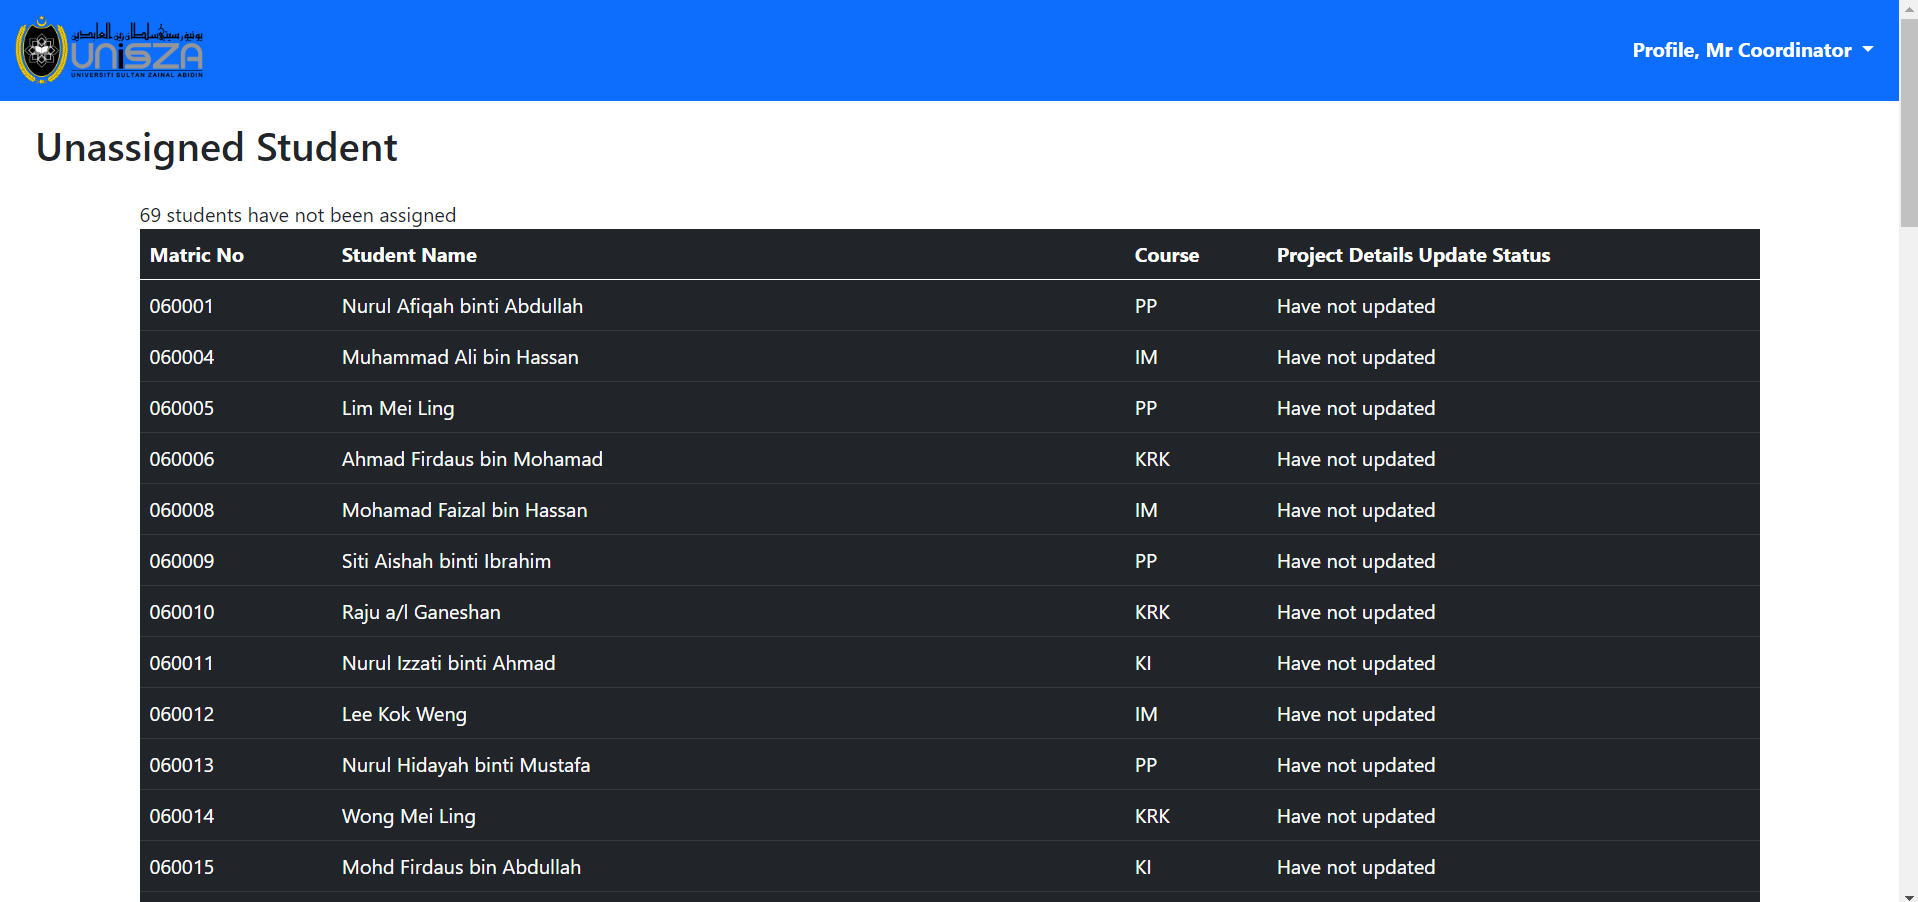 يونيۏرسيتي سلطان زين العابدين
UniSZA
UNIVERSITI SULTAN ZAINAL ABIDIN
Profile, Mr Coordinator
Unassigned Student
69 students have not been assigned
Matric No Student Name Course Project Details Update Status
060001 Nurul Afiqah binti Abdullah PP Have not updated
060004 Muhammad Ali bin Hassan IM Have not updated
060005 Lim Mei Ling PP Have not updated
060006 Ahmad Firdaus bin Mohamad KRK Have not updated
060008 Mohamad Faizal bin Hassan IM Have not updated
060009 Siti Aishah binti Ibrahim PP Have not updated
060010 Raju a/l Ganeshan KRK Have not updated
060011 Nurul Izzati binti Ahmad KI Have not updated
060012 Lee Kok Weng IM Have not updated
060013 Nurul Hidayah binti Mustafa PP Have not updated
060014 Wong Mei Ling KRK Have not updated
060015 Mohd Firdaus bin Abdullah KI Have not updated